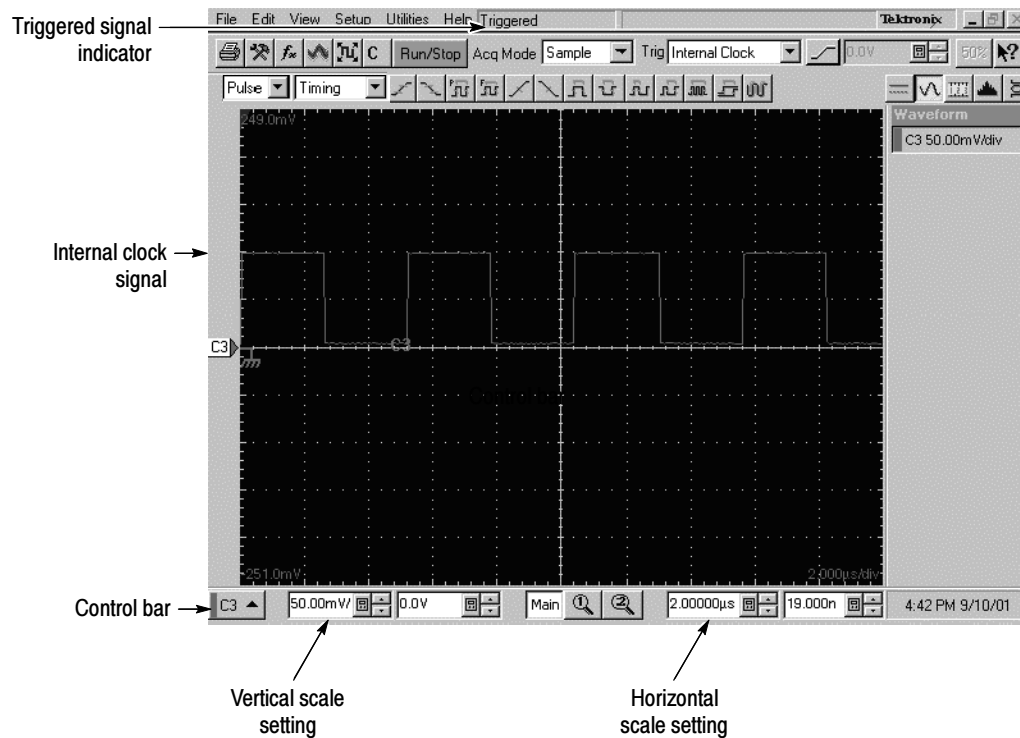 Triggered signal
indicator
File Edit View Setup Utilities Help Triggered Tektronix
C Run/Stop Acq Mode Sample Trig Internal Clock 0.0V 50% ?
Pulse Timing
249.0mV
Waveform
C3 50.00mV/div
Internal clock
signal
C3
C3
-251.0mV
2.000µs/div
Control bar
C3 50.00mV/ 0.0V Main 1 2 2.00000µs 19.000n 4:42 PM 9/10/01
Vertical scale
setting
Horizontal
scale setting